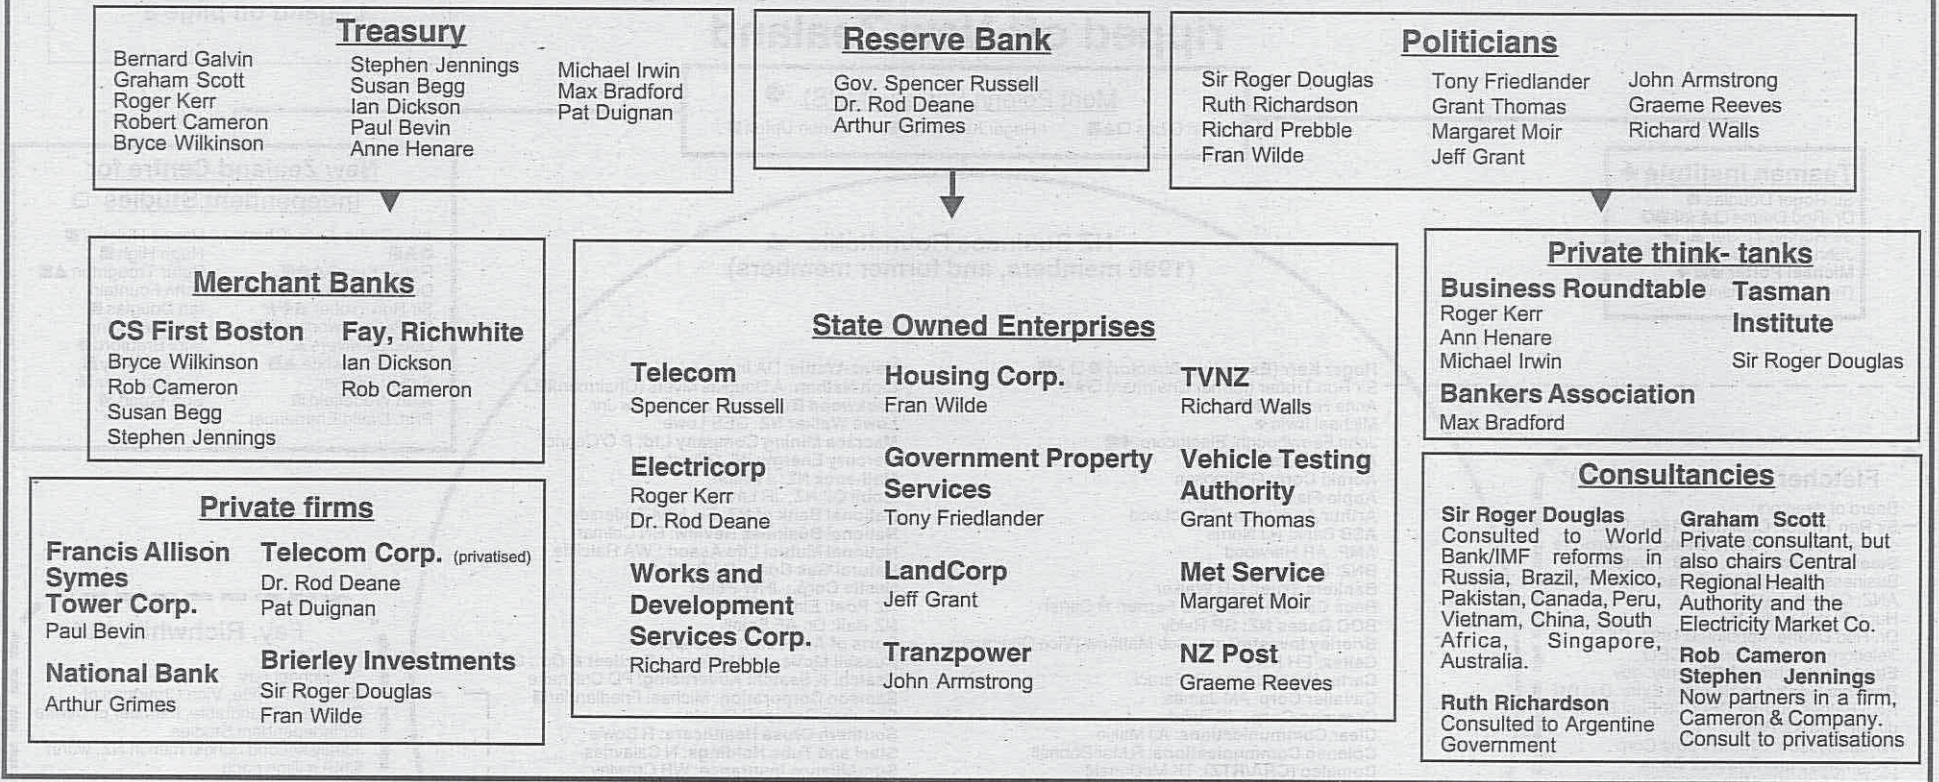 Treasury
Bernard Galvin
Graham Scott
Roger Kerr
Robert Cameron
Bryce Wilkinson
Stephen Jennings
Susan Begg
Ian Dickson
Paul Bevin
Anne Henare
Michael Irwin
Max Bradford
Pat Duignan
Reserve Bank
Gov. Spencer Russell
Dr. Rod Deane
Arthur Grimes
Politicians
Sir Roger Douglas
Ruth Richardson
Richard Prebble
Fran Wilde
Tony Friedlander
Grant Thomas
Margaret Moir
Jeff Grant
John Armstrong
Graeme Reeves
Richard Walls
Merchant Banks
CS First Boston
Bryce Wilkinson
Rob Cameron
Susan Begg
Stephen Jennings
Fay, Richwhite
Ian Dickson
Rob Cameron
Private firms
Francis Allison
Symes
Tower Corp.
Paul Bevin
National Bank
Arthur Grimes
Telecom Corp. (privatised)
Dr. Rod Deane
Pat Duignan
Brierley Investments
Sir Roger Douglas
Fran Wilde
State Owned Enterprises
Telecom
Spencer Russell
Electricorp
Roger Kerr
Dr. Rod Deane
Works and
Development
Services Corp.
Richard Prebble
Housing Corp.
Fran Wilde
Government Property
Services
Tony Friedlander
LandCorp
Jeff Grant
Tranzpower
John Armstrong
TVNZ
Richard Walls
Vehicle Testing
Authority
Grant Thomas
Met Service
Margaret Moir
NZ Post
Graeme Reeves
Private think- tanks
Business Roundtable
Roger Kerr
Ann Henare
Michael Irwin
Bankers Association
Max Bradford
Tasman
Institute
Sir Roger Douglas
Consultancies
Sir Roger Douglas
Consulted to World
Bank/IMF reforms in
Russia, Brazil, Mexico,
Pakistan, Canada, Peru,
Vietnam, China, South
Africa, Singapore,
Australia.
Ruth Richardson
Consulted to Argentine
Government
Graham Scott
Private consultant, but
also chairs Central
Regional Health
Authority and the
Electricity Market Co.
Rob Cameron
Stephen Jennings
Now partners in a firm,
Cameron & Company.
Consult to privatisations